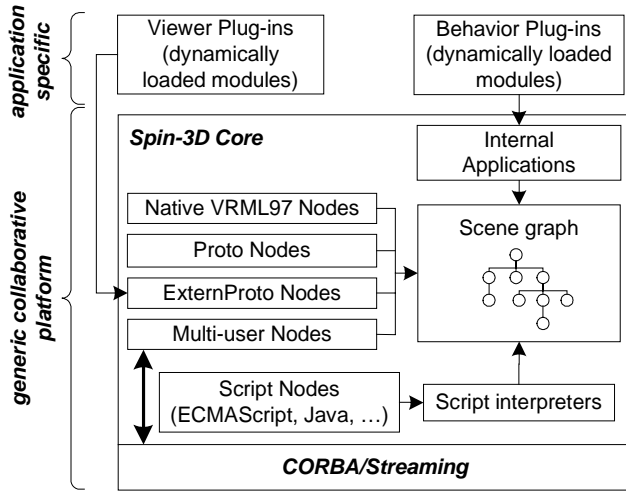 application
specific
Viewer Plug-ins
(dynamically
loaded modules)
Behavior Plug-ins
(dynamically loaded
modules)
generic collaborative
platform
Spin-3D Core
Internal
Applications
Native VRML97 Nodes
Proto Nodes
ExternProto Nodes
Multi-user Nodes
Scene graph
Script Nodes
(ECMAScript, Java, …)
Script interpreters
CORBA/Streaming